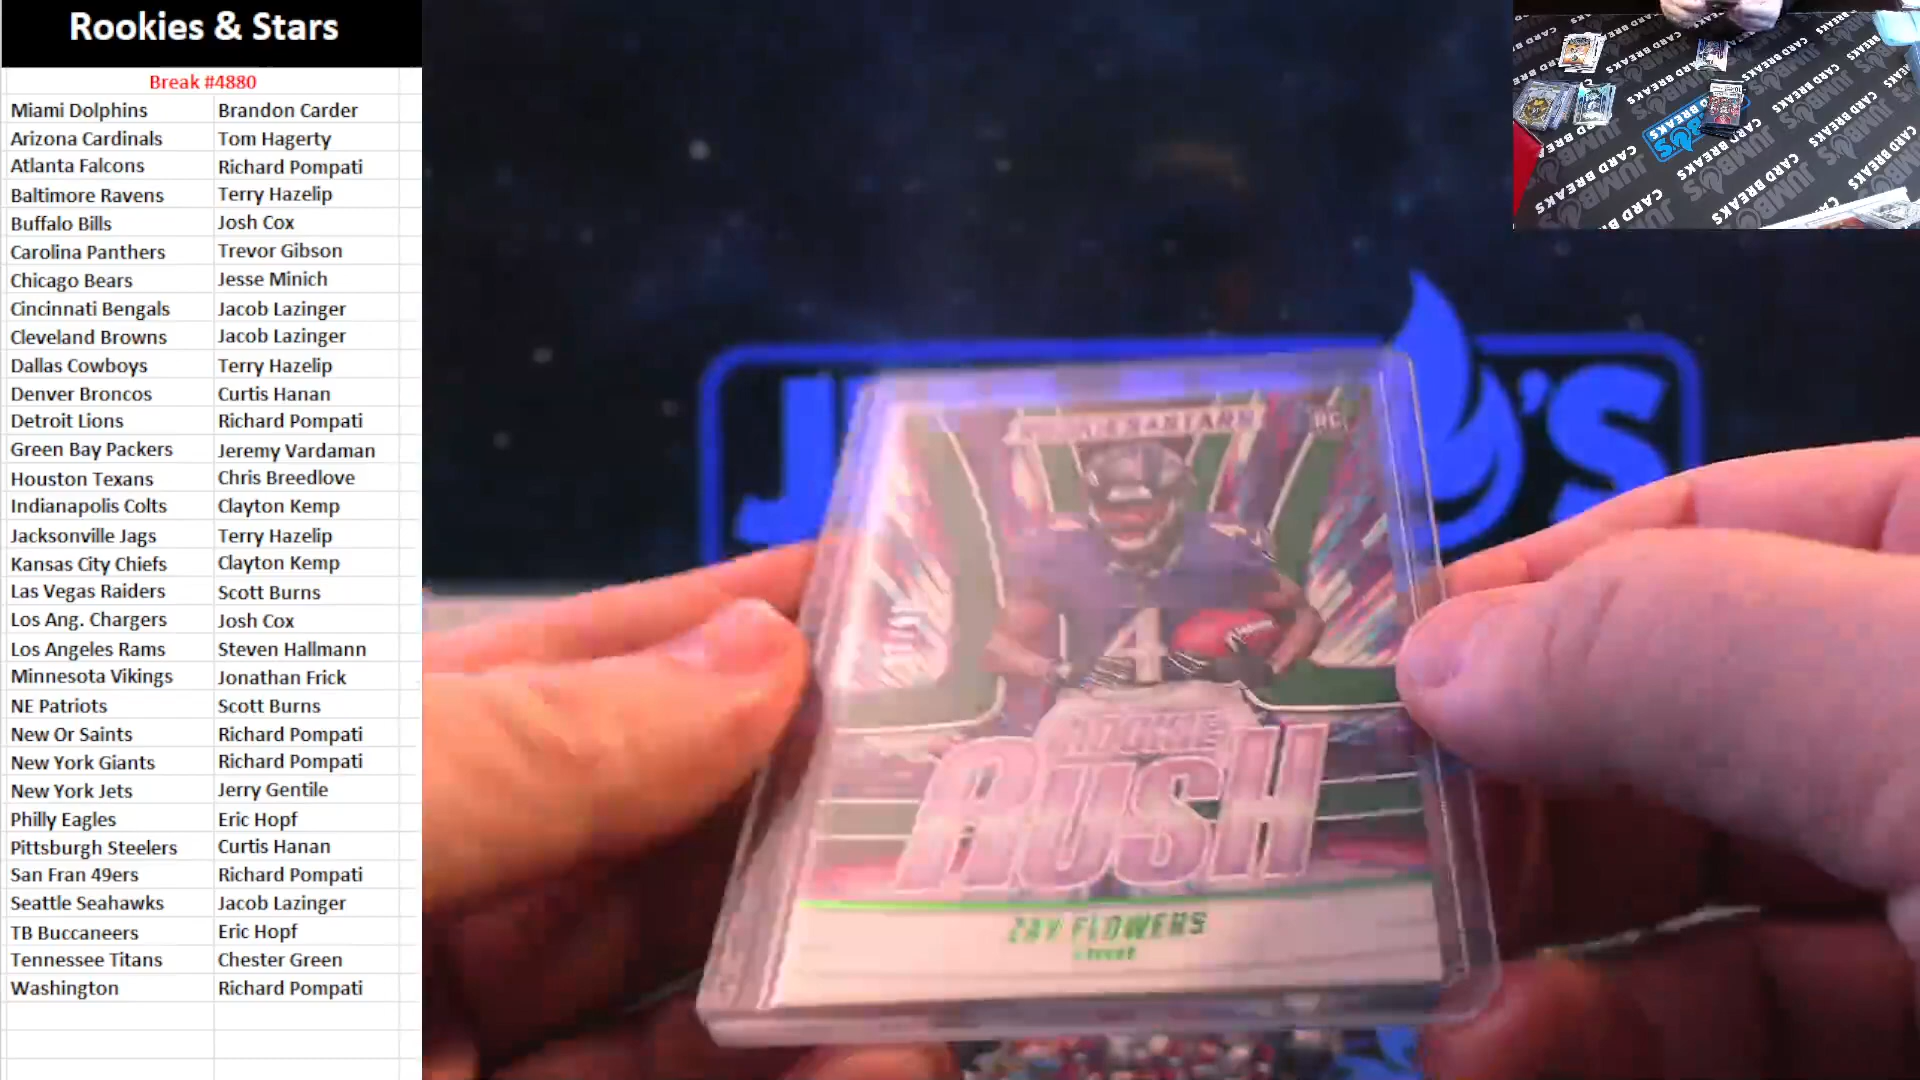 Rookies & Stars
Break #4880
Miami Dolphins Brandon Carder
Arizona Cardinals Tom Hagerty
Atlanta Falcons Richard Pompati
Baltimore Ravens Terry Hazelip
Buffalo Bills Josh Cox
Carolina Panthers Trevor Gibson
Chicago Bears Jesse Minich
Cincinnati Bengals Jacob Lazinger
Cleveland Browns Jacob Lazinger
Dallas Cowboys Terry Hazelip
Denver Broncos Curtis Hanan
Detroit Lions Richard Pompati
Green Bay Packers Jeremy Vardaman
Houston Texans Chris Breedlove
Indianapolis Colts Clayton Kemp
Jacksonville Jags Terry Hazelip
Kansas City Chiefs Clayton Kemp
Las Vegas Raiders Scott Burns
Los Ang. Chargers Josh Cox
Los Angeles Rams Steven Hallmann
Minnesota Vikings Jonathan Frick
NE Patriots Scott Burns
New Or Saints Richard Pompati
New York Giants Richard Pompati
New York Jets Jerry Gentile
Philly Eagles Eric Hopf
Pittsburgh Steelers Curtis Hanan
San Fran 49ers Richard Pompati
Seattle Seahawks Jacob Lazinger
TB Buccaneers Eric Hopf
Tennessee Titans Chester Green
Washington Richard Pompati
RC
4
ROOKIE
RUSH
ZAY FLOWERS
JUMBO'S
CARD BREAKS